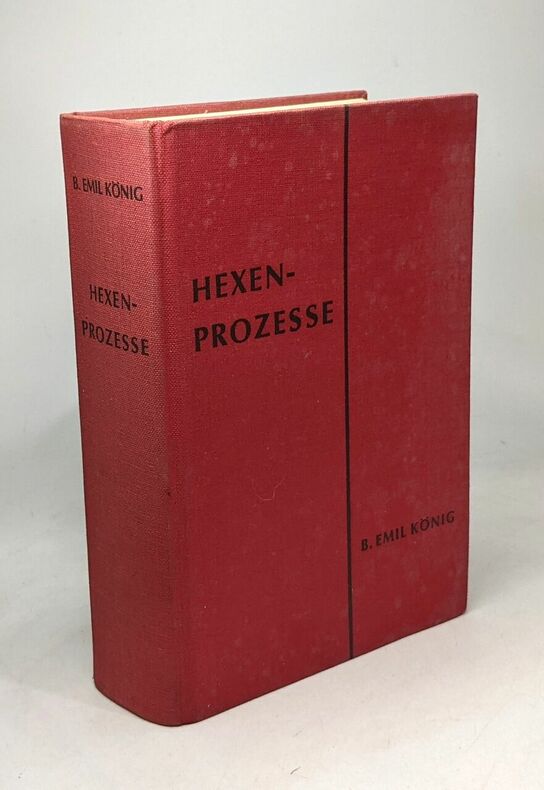 B. EMIL KÖNIG
HEXEN-
PROZESSE
HEXEN-
PROZESSE
B. EMIL KÖNIG